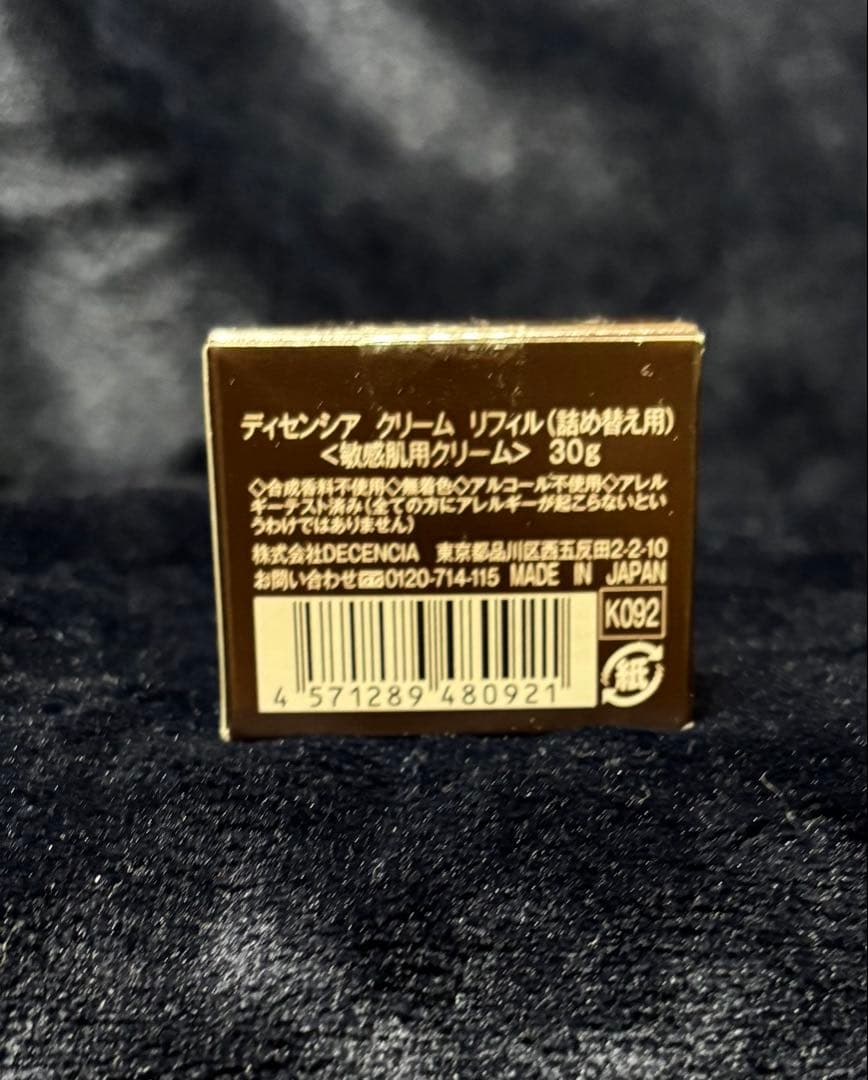 ディセンシア クリーム リフィル(詰め替え用)
<敏感肌用クリーム> 30g
◇合成香料不使用◇無着色◇アルコール不使用◇アレル
ギーテスト済み(全ての方にアレルギーが起こらないとい
うわけではありません)
株式会社DECENCIA 東京都品川区西五反田2-2-10
お問い合わせ 0120-714-115 MADE IN JAPAN
K092
紙
4 571289 480921